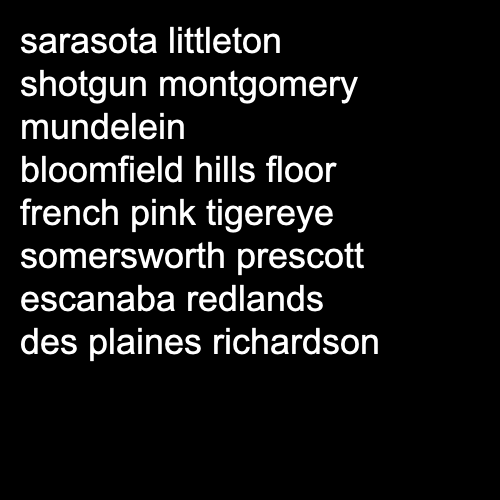 sarasota littleton
shotgun montgomery
mundelein
bloomfield hills floor
french pink tigereye
somersworth prescott
escanaba redlands
des plaines richardson